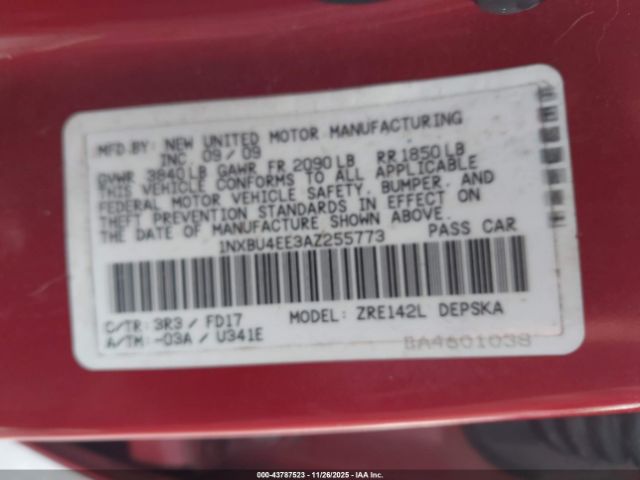 MFD.BY: NEW UNITED MOTOR MANUFACTURING
INC 09/09
GVWR 3840LB GAWR FR 2090LB RR1850LB
THIS VEHICLE CONFORMS TO ALL APPLICABLE
FEDERAL MOTOR VEHICLE SAFETY, BUMPER, AND
THEFT PREVENTION STANDARDS IN EFFECT ON
THE DATE OF MANUFACTURE SHOWN ABOVE.
1NXBU4EE3AZ255773 PASS CAR
C/TR: 3R3 / FD17 MODEL: ZRE142L DEPSKA
A/TM: -03A / U341E
BA4601038
00-43787523 | 11/26/2025 | IAA Inc.